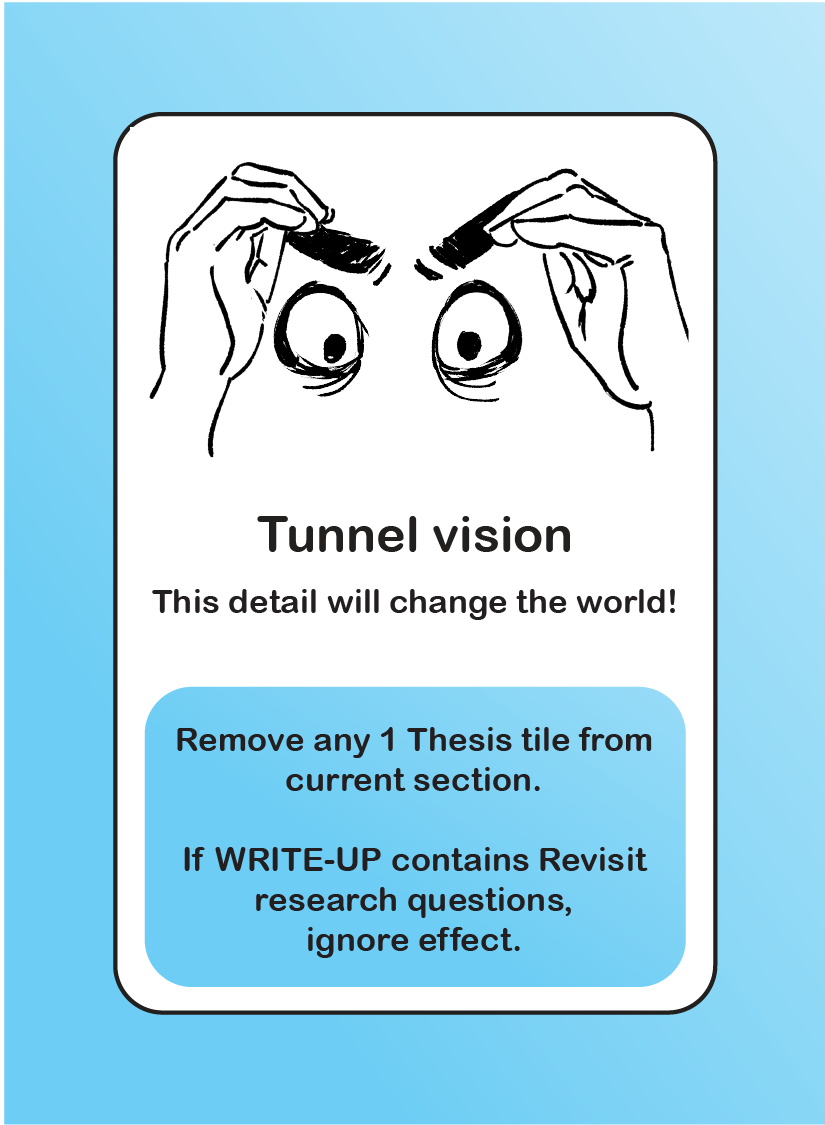 Tunnel vision
This detail will change the world!
Remove any 1 Thesis tile from
current section.
If WRITE-UP contains Revisit
research questions,
ignore effect.